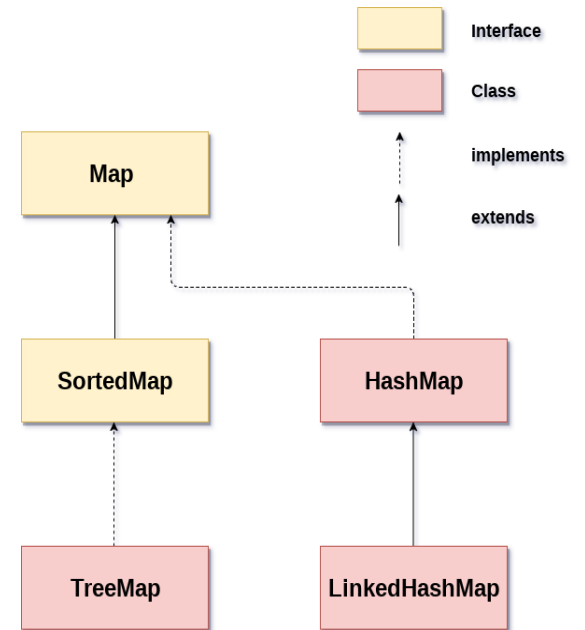 Interface
Class
implements
extends
Map
SortedMap
HashMap
TreeMap
LinkedHashMap